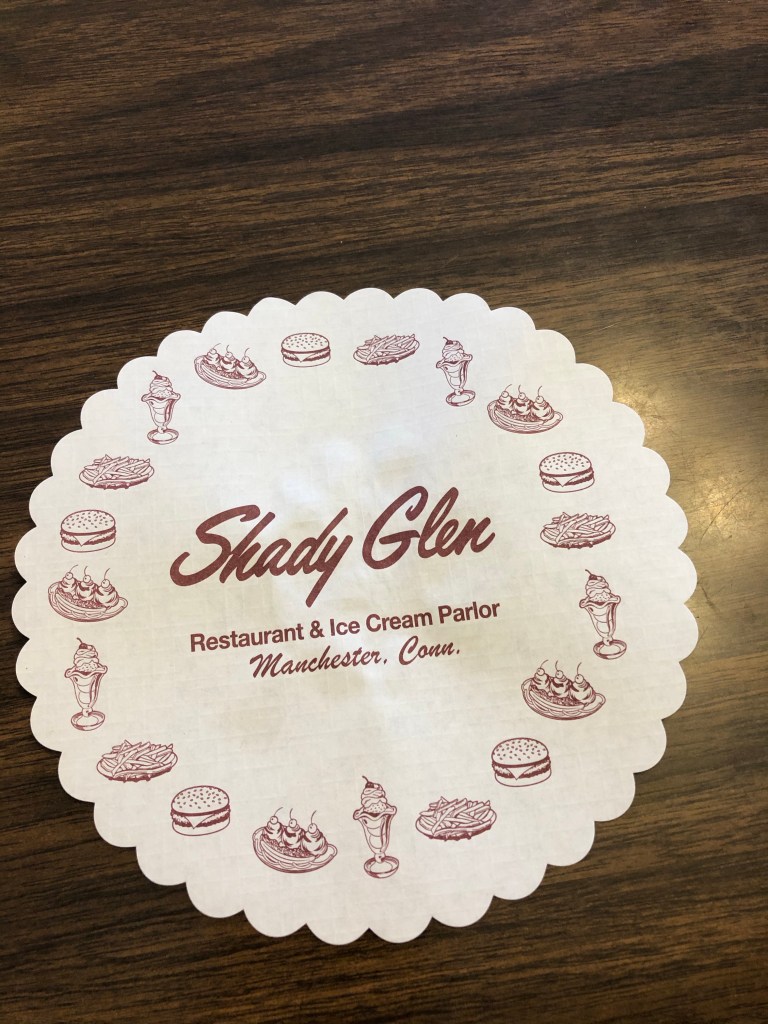 Shady Glen
Restaurant & Ice Cream Parlor
Manchester, Conn.